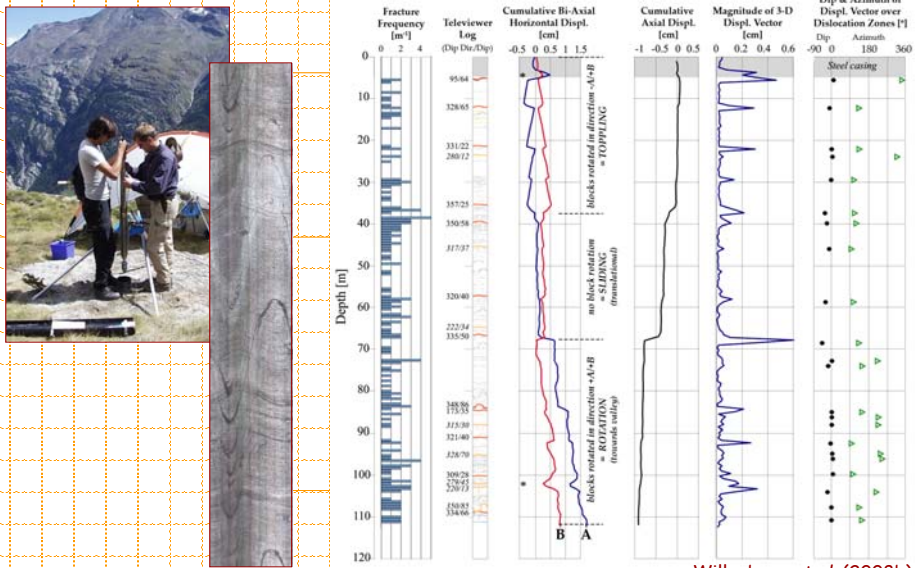 Fracture
Frequency
[m⁻¹]
0 2 4
Televiewer
Log
(Dip Dir/Dip)
Cumulative Bi-Axial
Horizontal Displ.
[cm]
-0.5 0 0.5 1 1.5
Cumulative
Axial Displ.
[cm]
-1 -0.5 0 0.5
Magnitude of 3-D
Displ. Vector
[cm]
0 0.2 0.4 0.6
Displ. Vector over
Dislocation Zones [°]
Dip Azimuth
-90 0 180 360
Steel casing
Depth [m]
0
10
20
30
40
50
60
70
80
90
100
110
120
95/64
328/65
331/22
280/12
357/25
350/58
317/37
320/40
222/34
335/50
348/86
173/35
315/30
321/40
328/70
309/28
279/45
220/13
350/85
334/66
blocks rotated in direction -A/+B
= TOPPLING
no block rotation
= SLIDING
(translational)
blocks rotated in direction +A/+B
= ROTATION
(towards valley)
B A